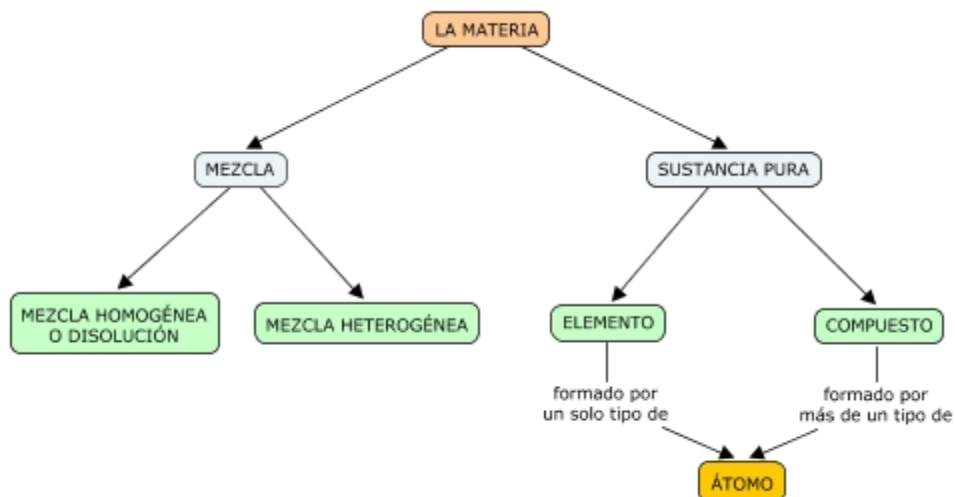 LA MATERIA
MEZCLA
SUSTANCIA PURA
MEZCLA HOMOGÉNEA
O DISOLUCIÓN
MEZCLA HETEROGÉNEA
ELEMENTO
COMPUESTO
formado por
un solo tipo de
formado por
más de un tipo de
ÁTOMO